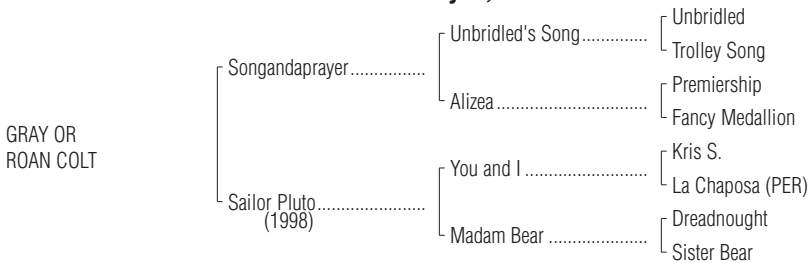 Unbridled
Unbridled's Song..............
Trolley Song
Songandaprayer................
Premiership
Alizea.................................
Fancy Medallion
GRAY OR
ROAN COLT
Kris S.
You and I ...........................
La Chaposa (PER)
Sailor Pluto.......................
(1998)
Dreadnought
Madam Bear ......................
Sister Bear